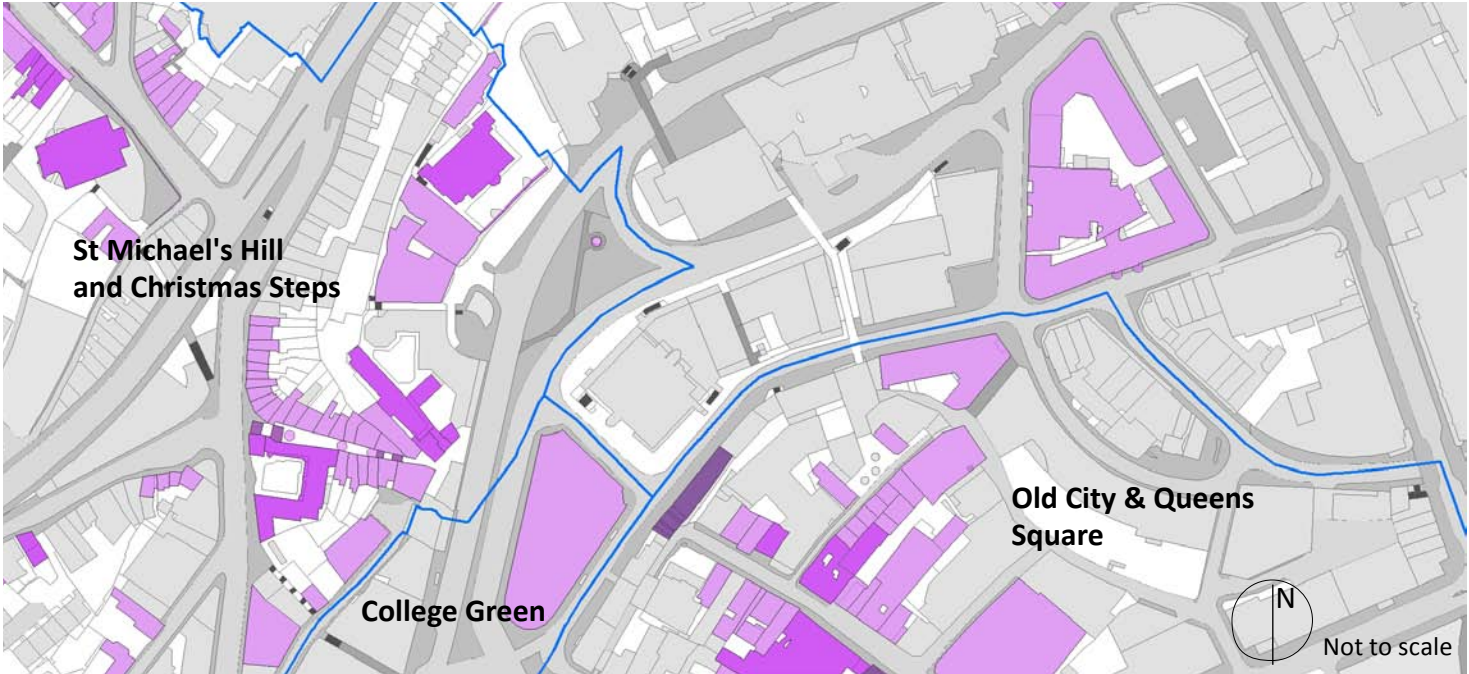 St Michael's Hill
and Christmas Steps
Old City & Queens
Square
College Green
N
Not to scale